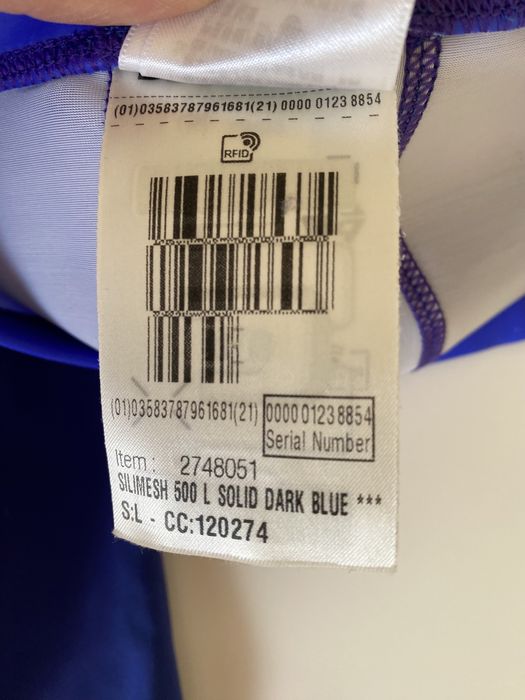 (01)03583787961681(21) 0000 0123 8854
RFID
(01)03583787961681(21)
0000 0123 8854
Serial Number
Item : 2748051
SILIMESH 500 L SOLID DARK BLUE ***
S:L - CC:120274